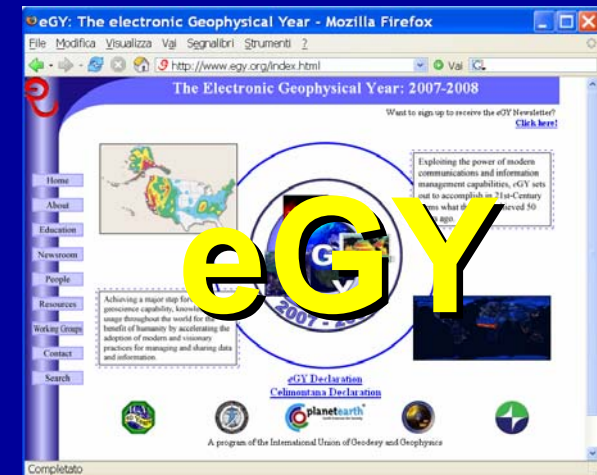 eGY: The electronic Geophysical Year - Mozilla Firefox
File Modifica Visualizza Vai Segnalibri Strumenti ?
http://www.egy.org/index.html
Vai
The Electronic Geophysical Year: 2007-2008
Want to sign up to receive the eGY Newsletter?
Click here!
Home
About
Education
Newsroom
People
Resources
Working Groups
Contact
Search
Exploiting the power of modern
communications and information
management capabilities, eGY sets
out to accomplish in 21st-Century
what
50
ago.
eGY
G
Y
2007 - 20
Achieving a major step
geoscience capability,
usage throughout the world for
benefit of humanity by accelerating the
adoption of modern and visionary
practices for managing and sharing data
and information.
eGY Declaration
Celimontana Declaration
planetearth
A program of the International Union of Geodesy and Geophysics
Completato